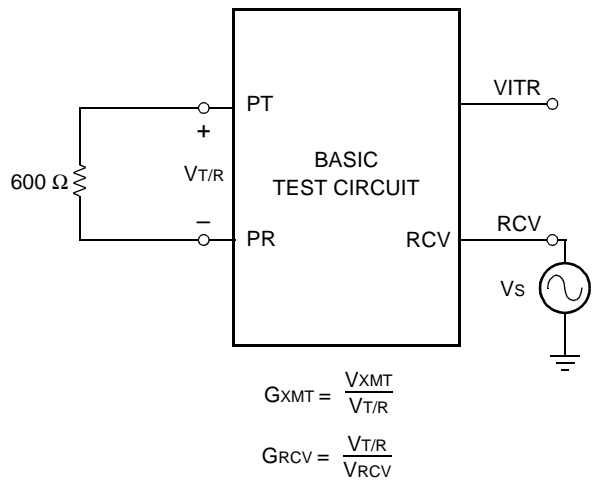 VITR
PT
+
BASIC
TEST CIRCUIT
600 Ω
VT/R
–
PR
RCV
RCV
VS
GXMT = VXMT / VT/R
GRCV = VT/R / VRCV